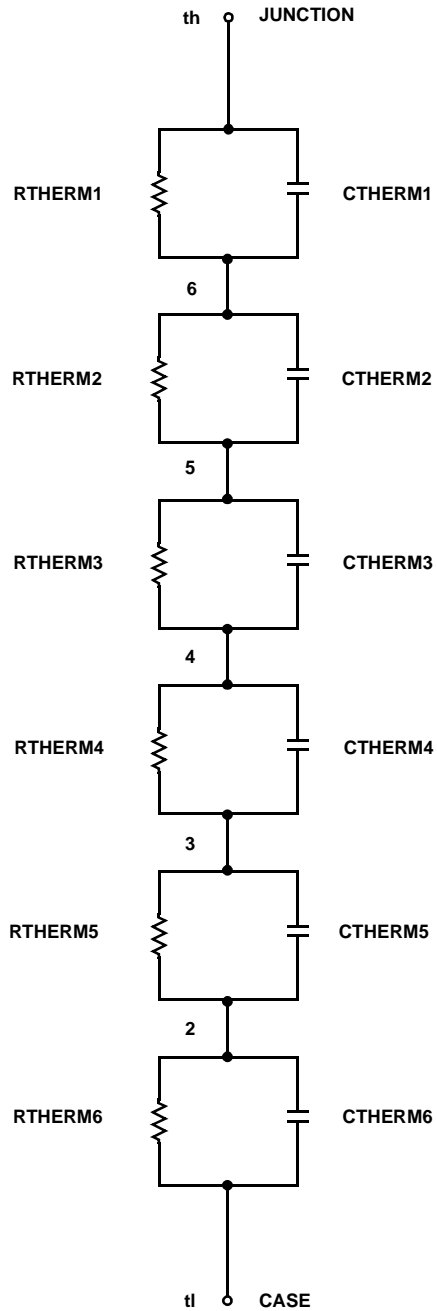 th JUNCTION
RTHERM1 CTHERM1
6
RTHERM2 CTHERM2
5
RTHERM3 CTHERM3
4
RTHERM4 CTHERM4
3
RTHERM5 CTHERM5
2
RTHERM6 CTHERM6
tl CASE